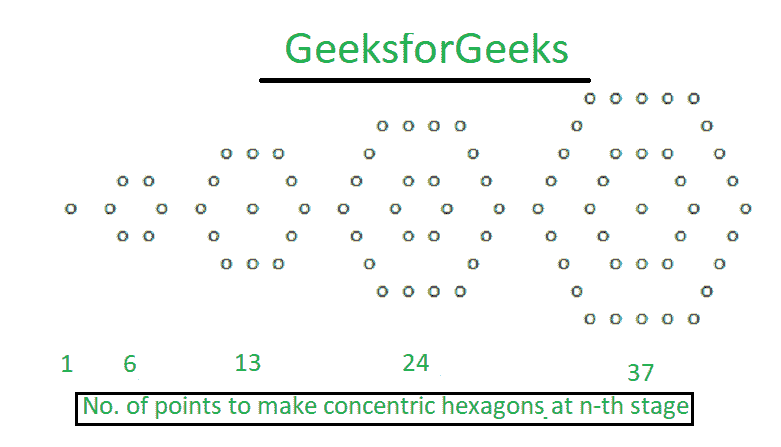 GeeksforGeeks
1 6 13 24 37
No. of points to make concentric hexagons at n-th stage